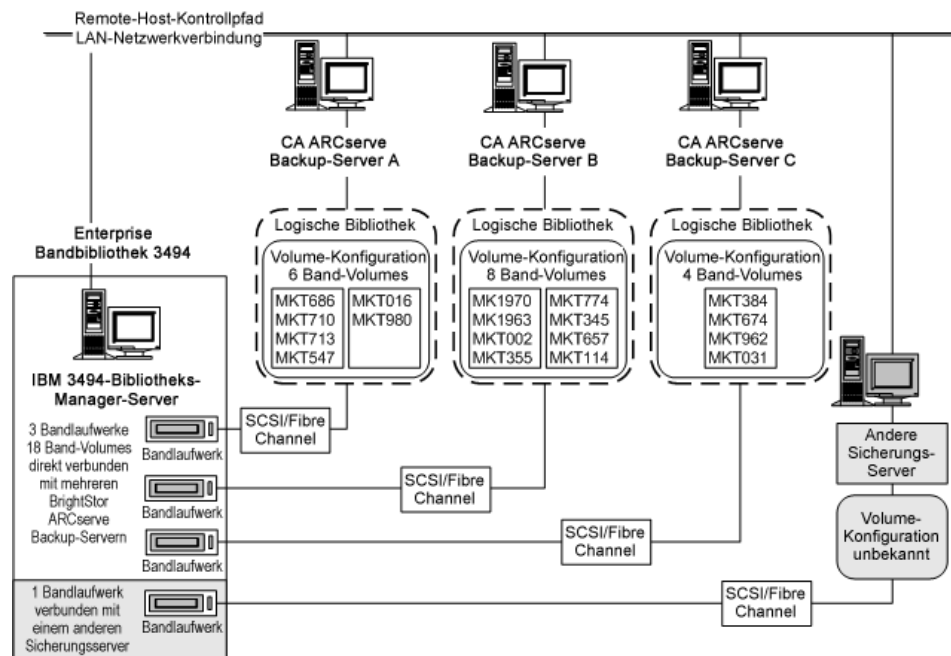 Remote-Host-Kontrollpfad
LAN-Netzwerkverbindung
CA ARCserve
Backup-Server A
CA ARCserve
Backup-Server B
CA ARCserve
Backup-Server C
Logische Bibliothek
Volume-Konfiguration
6 Band-Volumes
MKT686
MKT710
MKT713
MKT547
MKT016
MKT980
Logische Bibliothek
Volume-Konfiguration
8 Band-Volumes
MK1970
MK1963
MKT002
MKT355
MKT774
MKT345
MKT657
MKT114
Logische Bibliothek
Volume-Konfiguration
4 Band-Volumes
MKT384
MKT674
MKT962
MKT031
Enterprise
Bandbibliothek 3494
IBM 3494-Bibliotheks-
Manager-Server
3 Bandlaufwerke
18 Band-Volumes
direkt verbunden
mit mehreren
BrightStor
ARCserve
Backup-Servern
Bandlaufwerk
Bandlaufwerk
Bandlaufwerk
1 Bandlaufwerk
verbunden mit
einem anderen
Sicherungsserver
Bandlaufwerk
SCSI/Fibre
Channel
SCSI/Fibre
Channel
SCSI/Fibre
Channel
SCSI/Fibre
Channel
Andere
Sicherungs-
Server
Volume-
Konfiguration
unbekannt